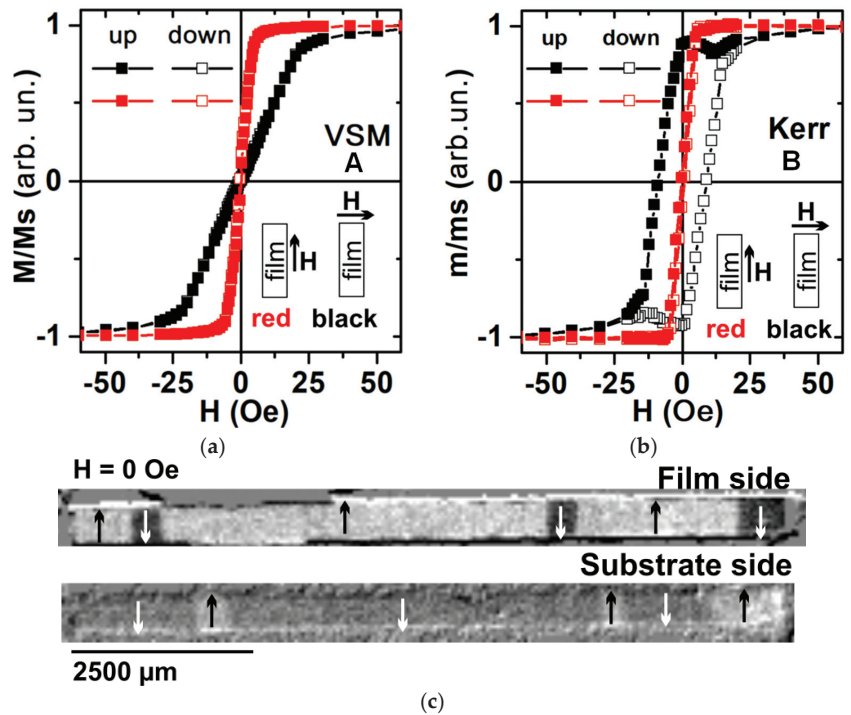 1
up down
VSM
A
0
H
film
H
film
red black
-1
M/Ms (arb. un.)
-50 -25 0 25 50
H (Oe)
(a)
1
up down
Kerr
B
0
H
film
H
film
red black
-1
m/ms (arb.un.)
-50 -25 0 25 50
H (Oe)
(b)
H = 0 Oe
Film side
Substrate side
2500 µm
(c)